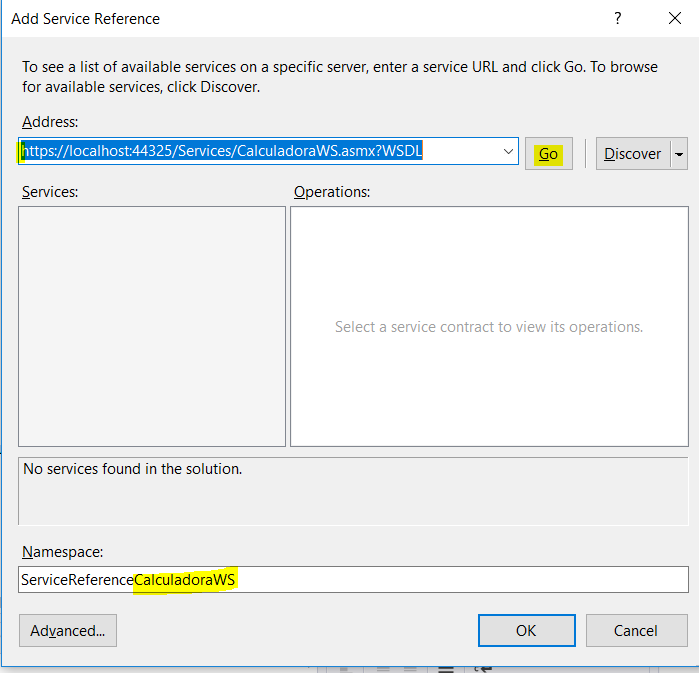 Add Service Reference
?
To see a list of available services on a specific server, enter a service URL and click Go. To browse
for available services, click Discover.
Address:
https://localhost:44325/Services/CalculadoraWS.asmx?WSDL
Go
Discover
Services:
Operations:
Select a service contract to view its operations.
No services found in the solution.
Namespace:
ServiceReferenceCalculadoraWS
Advanced...
OK
Cancel